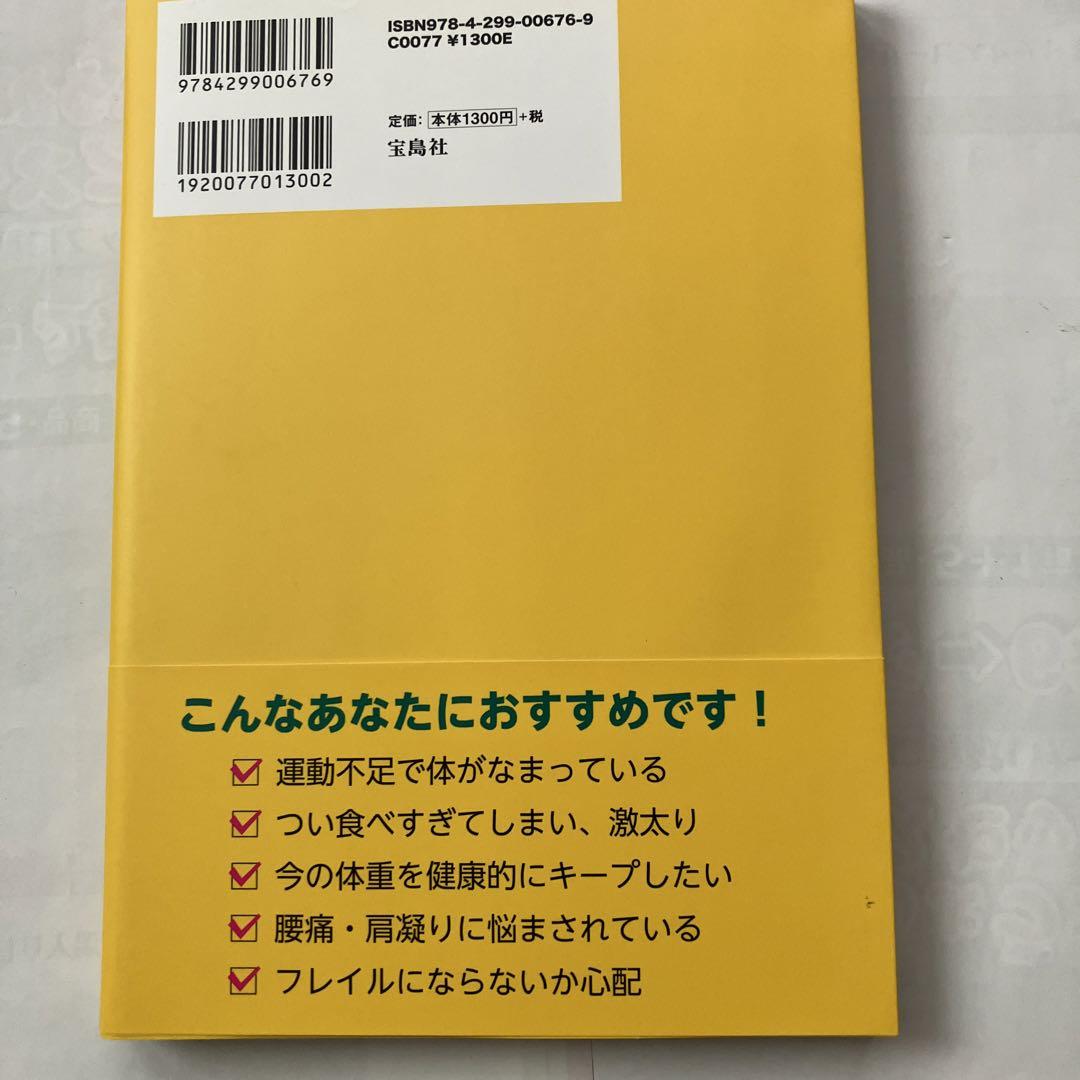 ISBN978-4-299-00676-9
C0077 ¥1300E
9784299006769
定価: 本体1300円+税
宝島社
1920077013002
こんなあなたにおすすめです！
運動不足で体がなまっている
つい食べすぎてしまい、激太り
今の体重を健康的にキープしたい
腰痛・肩凝りに悩まされている
フレイルにならないか心配